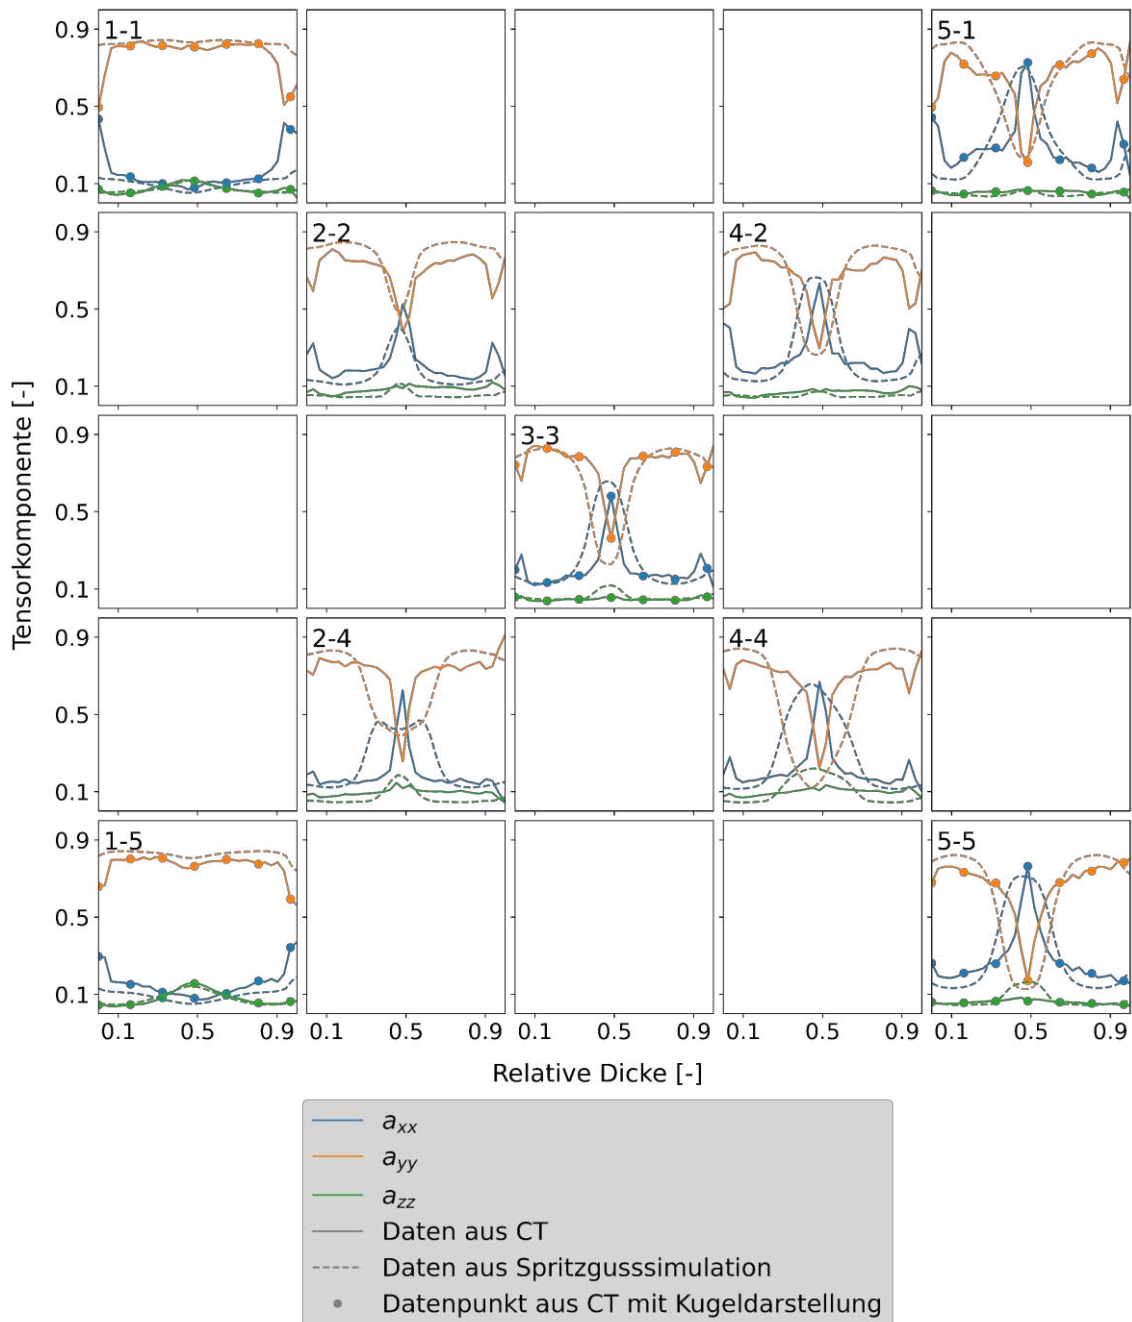 0.9
0.5
0.1
1-1
5-1
0.9
0.5
0.1
2-2
4-2
0.9
0.5
0.1
3-3
0.9
0.5
0.1
2-4
4-4
0.9
0.5
0.1
1-5
5-5
0.1 0.5 0.9 0.1 0.5 0.9 0.1 0.5 0.9 0.1 0.5 0.9 0.1 0.5 0.9
Tensorkomponente [-]
Relative Dicke [-]
a_xx
a_yy
a_zz
Daten aus CT
Daten aus Spritzgusssimulation
Datenpunkt aus CT mit Kugeldarstellung